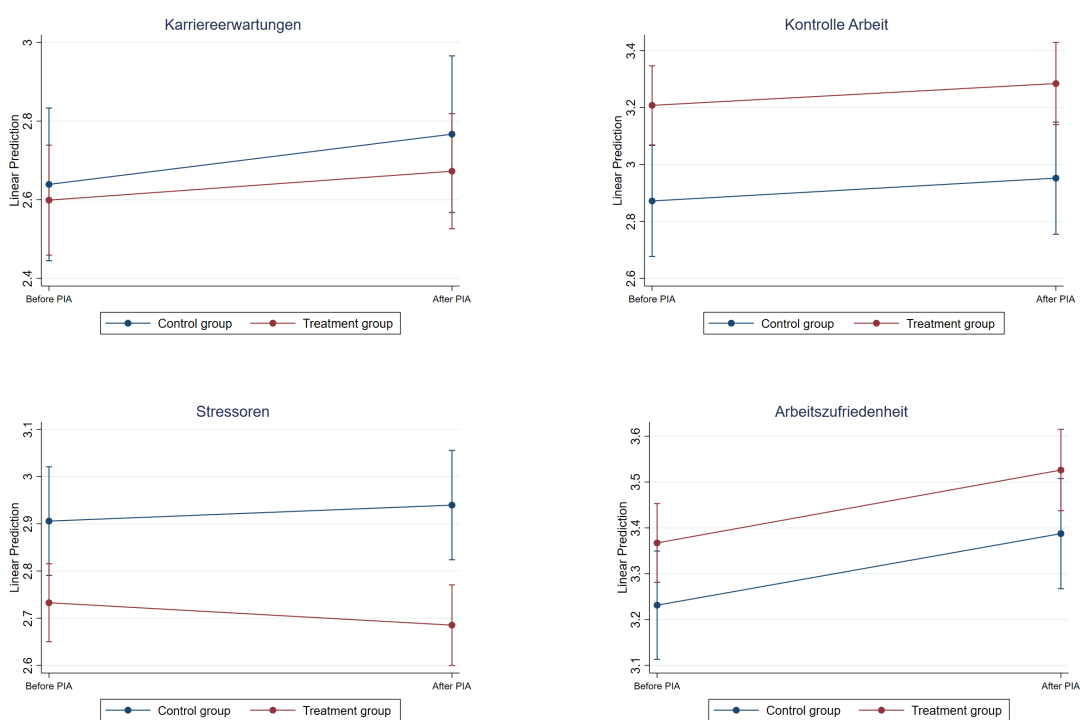 Karriereerwartungen
Linear Prediction
3
2.8
2.6
2.4
Before PIA
After PIA
Control group
Treatment group
Kontrolle Arbeit
Linear Prediction
3.4
3.2
3
2.8
2.6
Before PIA
After PIA
Control group
Treatment group
Stressoren
Linear Prediction
3.1
3
2.9
2.8
2.7
2.6
Before PIA
After PIA
Control group
Treatment group
Arbeitszufriedenheit
Linear Prediction
3.6
3.5
3.4
3.3
3.2
3.1
Before PIA
After PIA
Control group
Treatment group